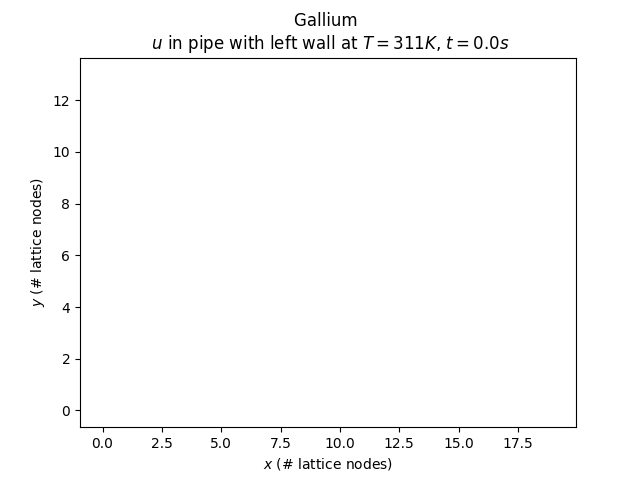 Gallium
u in pipe with left wall at T = 311K, t = 0.0s
12
10
8
6
4
2
0
y (# lattice nodes)
0.0 2.5 5.0 7.5 10.0 12.5 15.0 17.5
x (# lattice nodes)